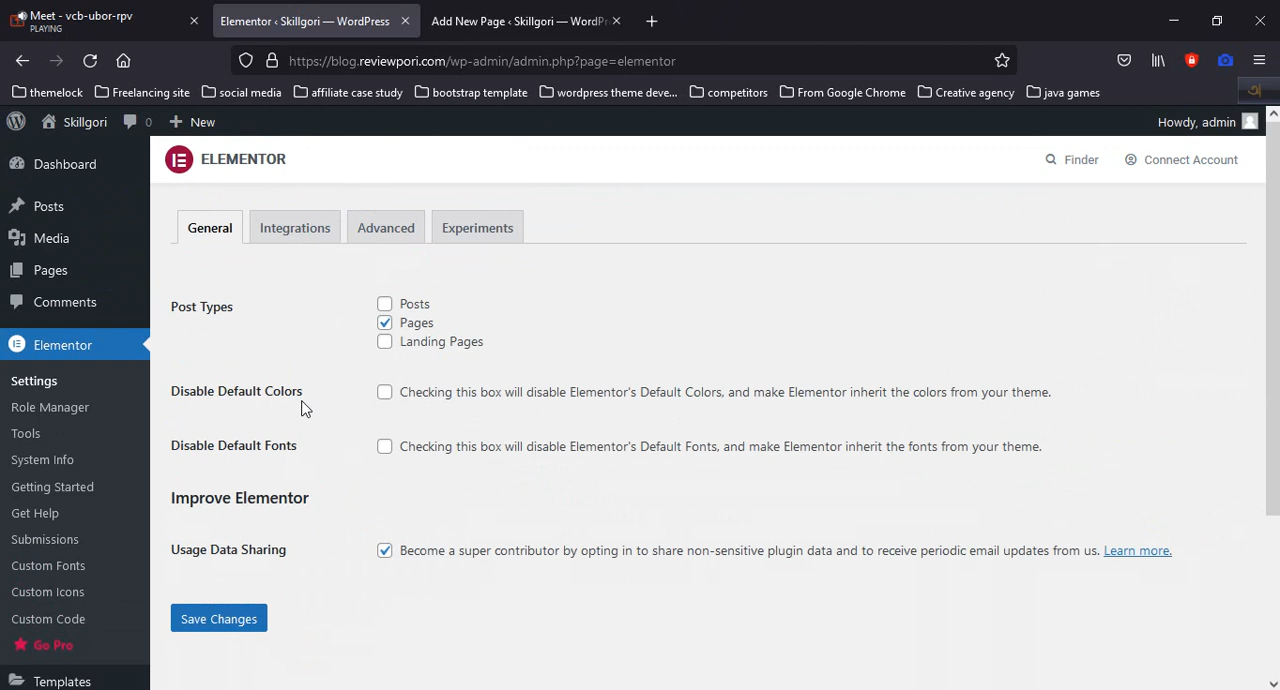 Meet - vcb-ubor-rpv
PLAYING
Elementor ‹ Skillgori — WordPress
Add New Page ‹ Skillgori — WordPr
https://blog.reviewpori.com/wp-admin/admin.php?page=elementor
themelock
Freelancing site
social media
affiliate case study
bootstrap template
wordpress theme deve...
competitors
From Google Chrome
Creative agency
java games
Skillgori
0
New
Howdy, admin
Dashboard
Posts
Media
Pages
Comments
Elementor
Settings
Role Manager
Tools
System Info
Getting Started
Get Help
Submissions
Custom Fonts
Custom Icons
Custom Code
Go Pro
Templates
ELEMENTOR
Finder
Connect Account
General
Integrations
Advanced
Experiments
Post Types
Posts
Pages
Landing Pages
Disable Default Colors
Checking this box will disable Elementor's Default Colors, and make Elementor inherit the colors from your theme.
Disable Default Fonts
Checking this box will disable Elementor's Default Fonts, and make Elementor inherit the fonts from your theme.
Improve Elementor
Usage Data Sharing
Become a super contributor by opting in to share non-sensitive plugin data and to receive periodic email updates from us. Learn more.
Save Changes